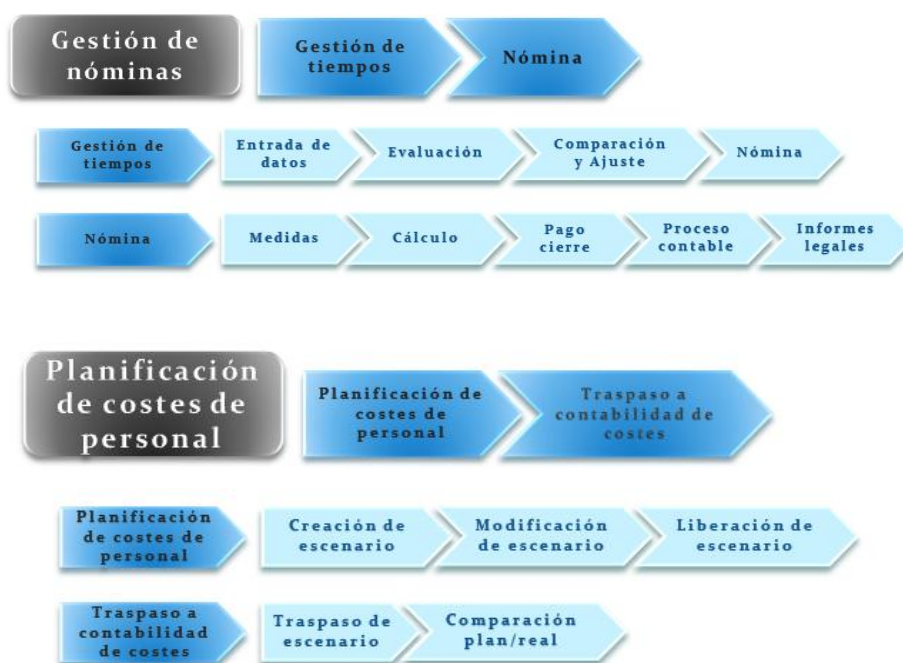 Gestión de
nóminas
Gestión de
tiempos
Nómina
Gestión de
tiempos
Entrada de
datos
Evaluación
Comparación
y Ajuste
Nómina
Nómina
Medidas
Cálculo
Pago
cierre
Proceso
contable
Informes
legales
Planificación
de costes de
personal
Planificación de
costes de
personal
Traspaso a
contabilidad de
costes
Planificación
de costes de
personal
Creación de
escenario
Modificación
de escenario
Liberación de
escenario
Traspaso a
contabilidad
de costes
Traspaso de
escenario
Comparación
plan/real